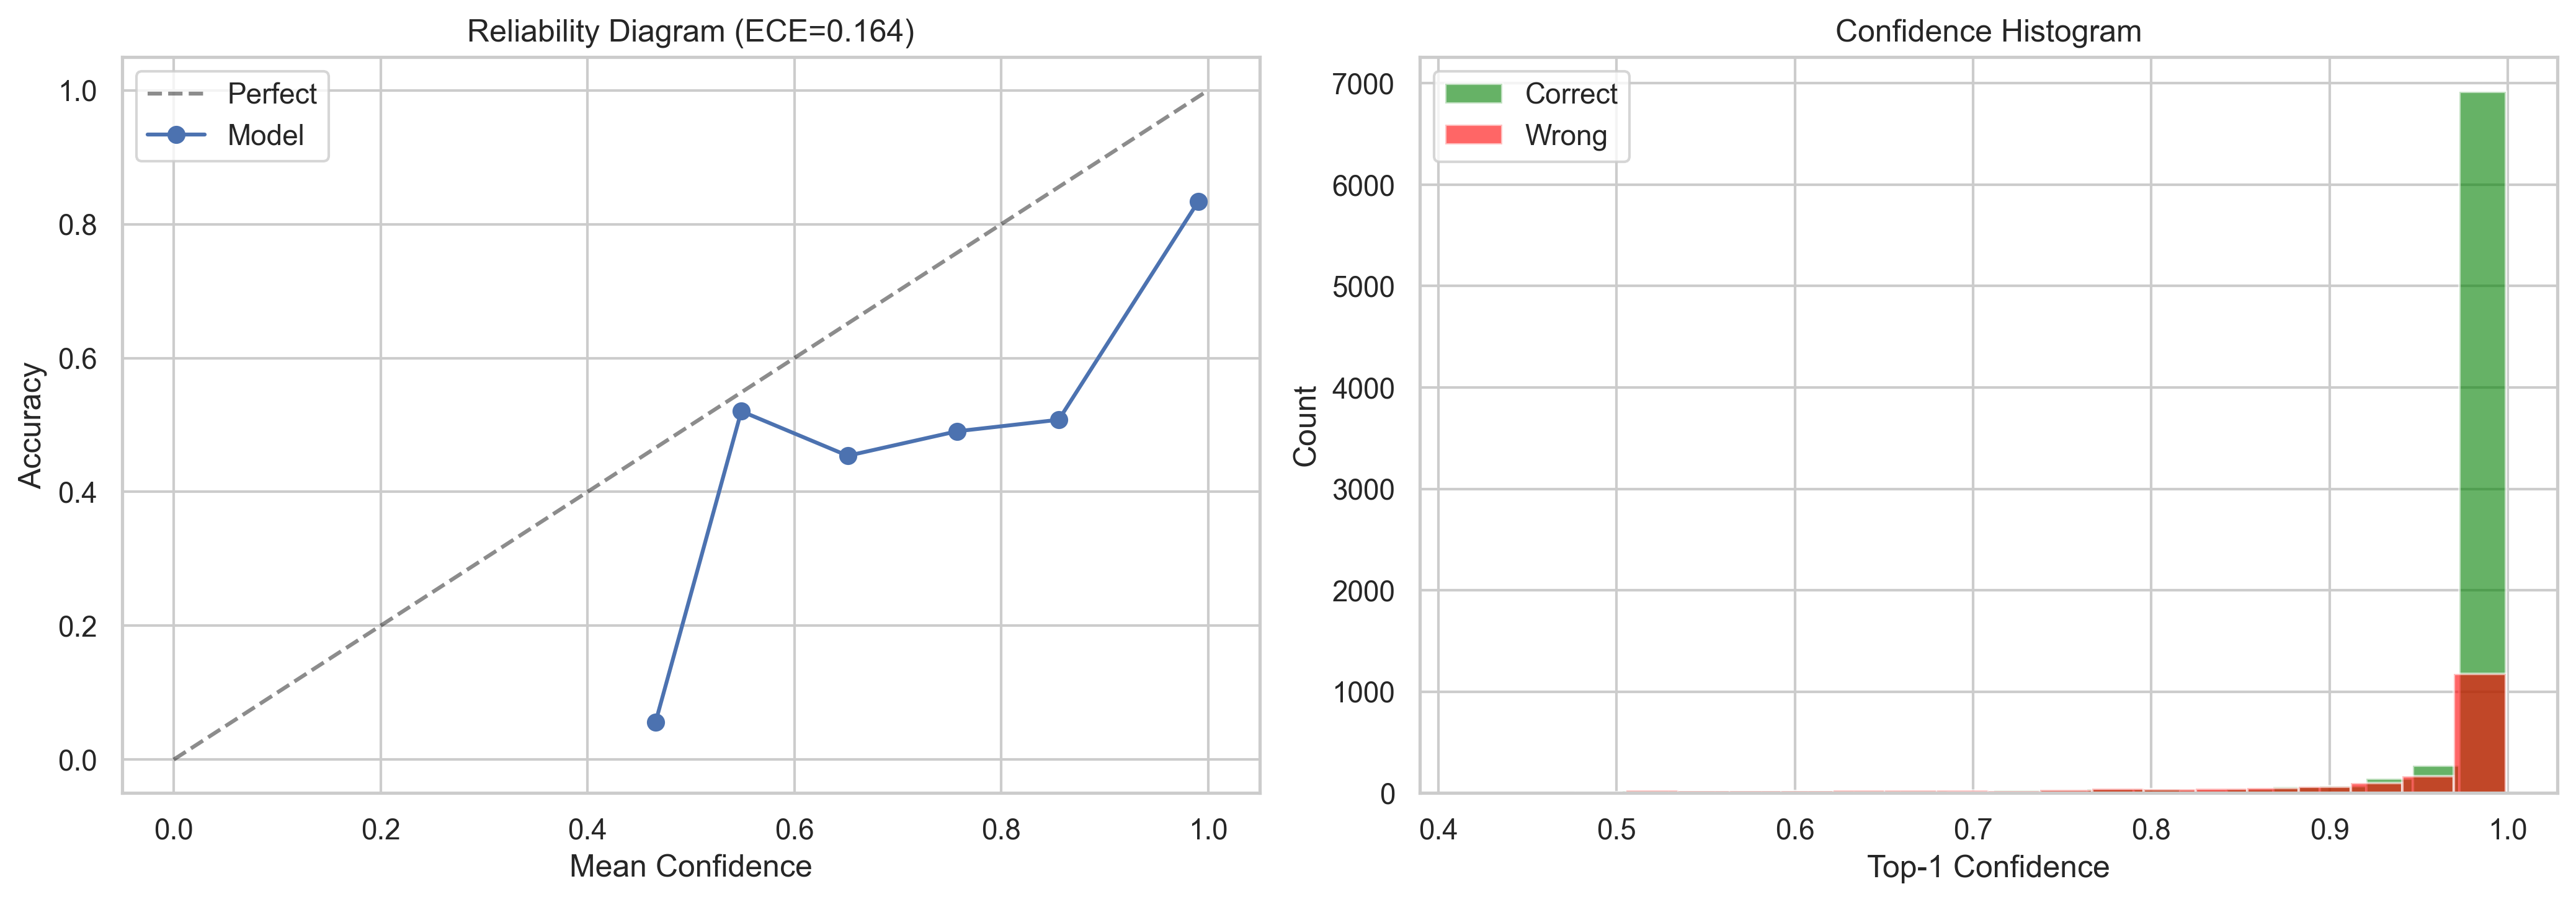 Reliability Diagram (ECE=0.164)
Perfect
Model
1.0
0.8
0.6
0.4
0.2
0.0
Accuracy
0.0 0.2 0.4 0.6 0.8 1.0
Mean Confidence
Confidence Histogram
Correct
Wrong
7000
6000
5000
4000
3000
2000
1000
0
Count
0.4 0.5 0.6 0.7 0.8 0.9 1.0
Top-1 Confidence